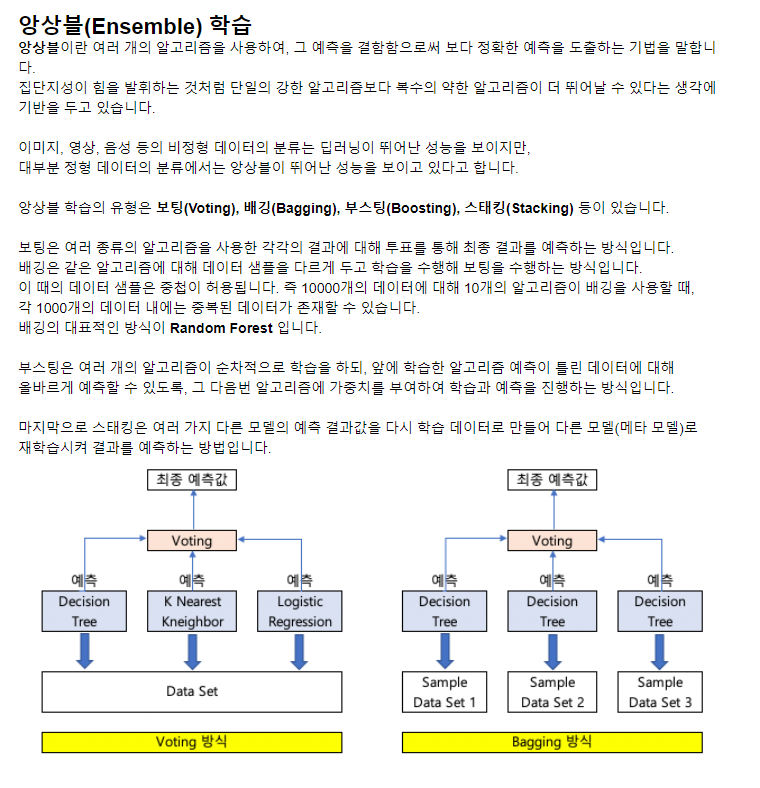 앙상블(Ensemble) 학습
앙상블이란 여러 개의 알고리즘을 사용하여, 그 예측을 결함함으로써 보다 정확한 예측을 도출하는 기법을 말합니
다.
집단지성이 힘을 발휘하는 것처럼 단일의 강한 알고리즘보다 복수의 약한 알고리즘이 더 뛰어날 수 있다는 생각에
기반을 두고 있습니다.
이미지, 영상, 음성 등의 비정형 데이터의 분류는 딥러닝이 뛰어난 성능을 보이지만,
대부분 정형 데이터의 분류에서는 앙상블이 뛰어난 성능을 보이고 있다고 합니다.
앙상블 학습의 유형은 보팅(Voting), 배깅(Bagging), 부스팅(Boosting), 스태킹(Stacking) 등이 있습니다.
보팅은 여러 종류의 알고리즘을 사용한 각각의 결과에 대해 투표를 통해 최종 결과를 예측하는 방식입니다.
배깅은 같은 알고리즘에 대해 데이터 샘플을 다르게 두고 학습을 수행해 보팅을 수행하는 방식입니다.
이 때의 데이터 샘플은 중첩이 허용됩니다. 즉 10000개의 데이터에 대해 10개의 알고리즘이 배깅을 사용할 때,
각 1000개의 데이터 내에는 중복된 데이터가 존재할 수 있습니다.
배깅의 대표적인 방식이 Random Forest 입니다.
부스팅은 여러 개의 알고리즘이 순차적으로 학습을 하되, 앞에 학습한 알고리즘 예측이 틀린 데이터에 대해
올바르게 예측할 수 있도록, 그 다음번 알고리즘에 가중치를 부여하여 학습과 예측을 진행하는 방식입니다.
마지막으로 스태킹은 여러 가지 다른 모델의 예측 결과값을 다시 학습 데이터로 만들어 다른 모델(메타 모델)로
재학습시켜 결과를 예측하는 방법입니다.
최종 예측값
Voting
예측
예측
예측
Decision
Tree
K Nearest
Kneighbor
Logistic
Regression
Data Set
Voting 방식
최종 예측값
Voting
예측
예측
예측
Decision
Tree
Decision
Tree
Decision
Tree
Sample
Data Set 1
Sample
Data Set 2
Sample
Data Set 3
Bagging 방식